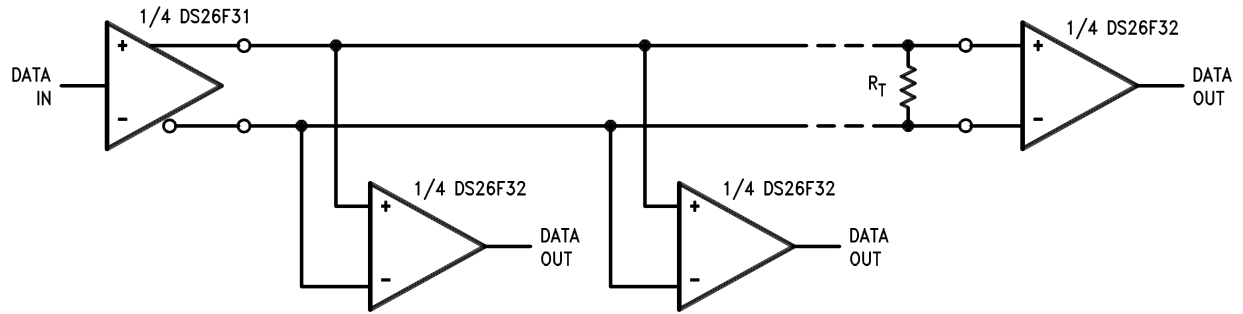 1/4 DS26F31
1/4 DS26F32
DATA
IN
+
-
R_T
+
-
DATA
OUT
1/4 DS26F32
1/4 DS26F32
+
-
DATA
OUT
+
-
DATA
OUT